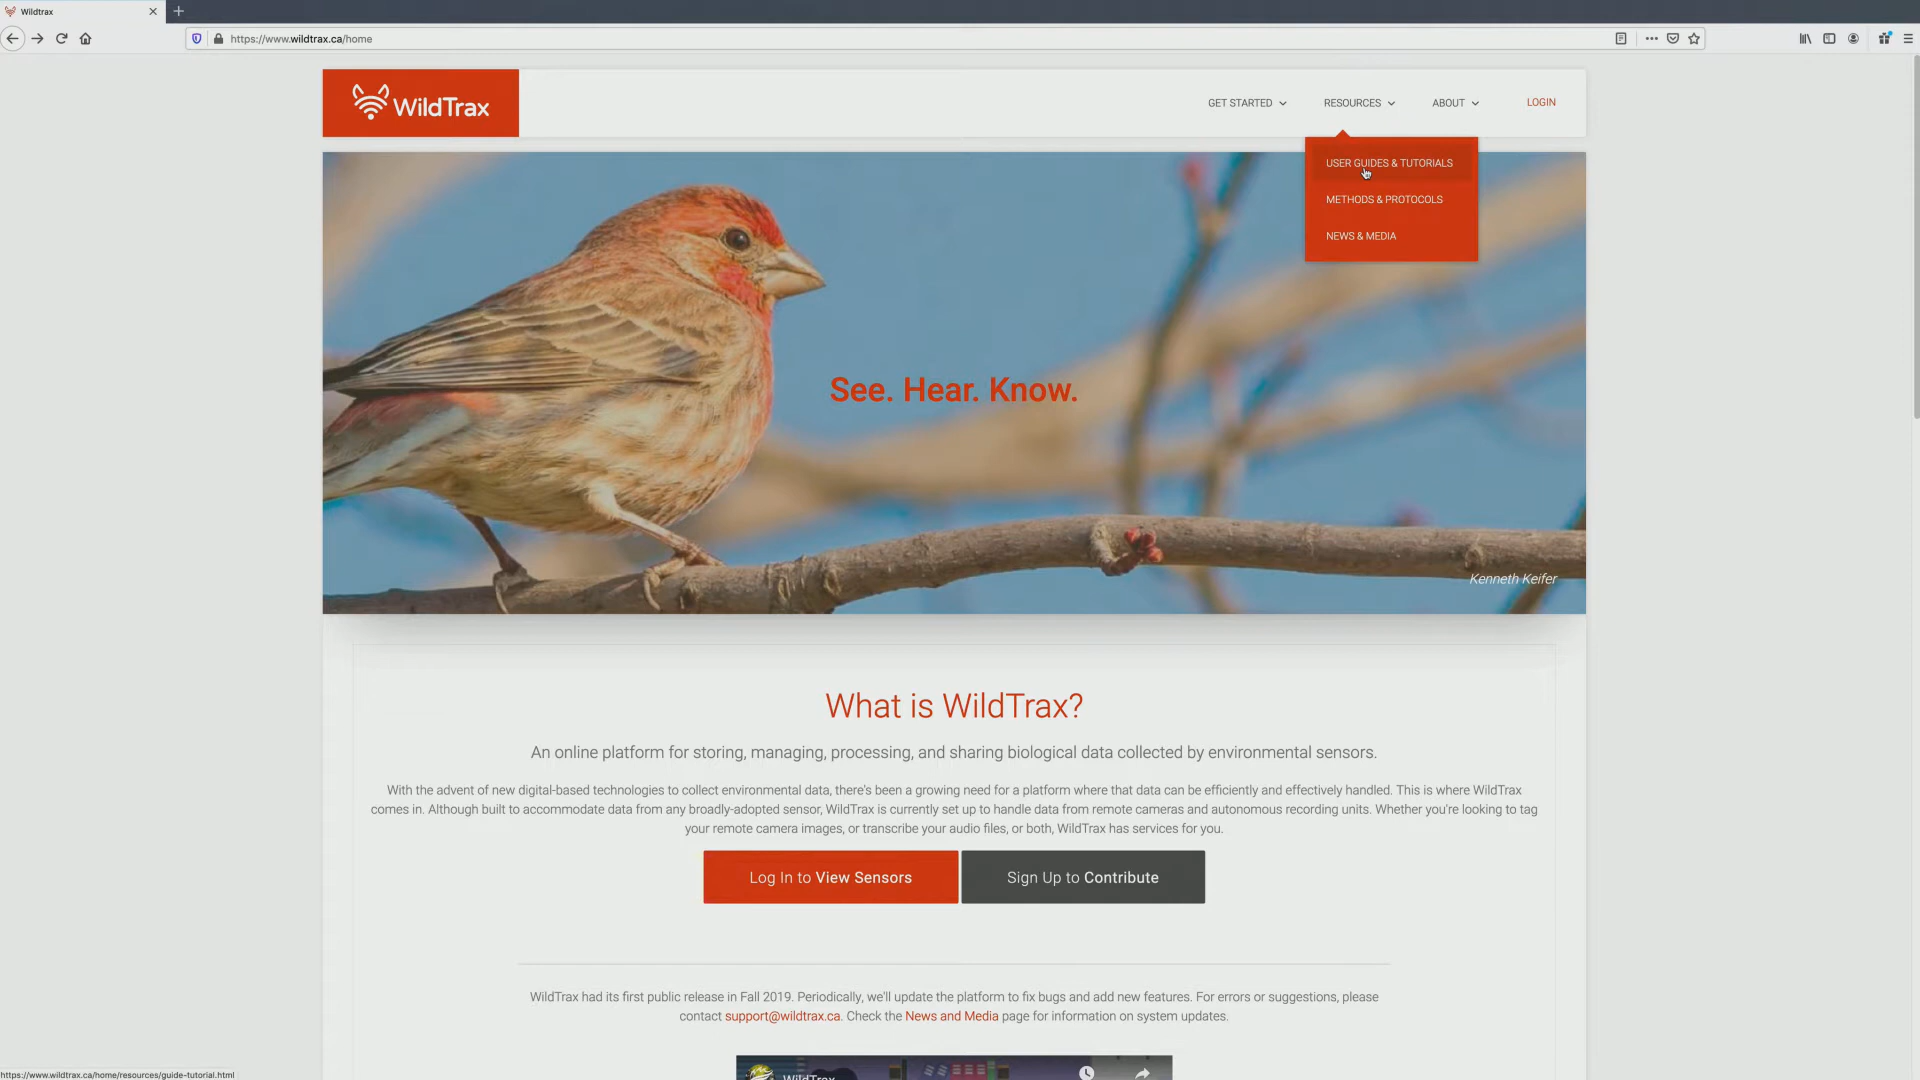 Wildtrax
https://www.wildtrax.ca/home
WildTrax
GET STARTED
RESOURCES
ABOUT
LOGIN
USER GUIDES & TUTORIALS
METHODS & PROTOCOLS
NEWS & MEDIA
See. Hear. Know.
Kenneth Keifer
What is WildTrax?
An online platform for storing, managing, processing, and sharing biological data collected by environmental sensors.
With the advent of new digital-based technologies to collect environmental data, there's been a growing need for a platform where that data can be efficiently and effectively handled. This is where WildTrax
comes in. Although built to accommodate data from any broadly-adopted sensor, WildTrax is currently set up to handle data from remote cameras and autonomous recording units. Whether you're looking to tag
your remote camera images, or transcribe your audio files, or both, WildTrax has services for you.
Log In to View Sensors
Sign Up to Contribute
WildTrax had its first public release in Fall 2019. Periodically, we'll update the platform to fix bugs and add new features. For errors or suggestions, please
contact support@wildtrax.ca. Check the News and Media page for information on system updates.
WildTrax
https://www.wildtrax.ca/home/resources/guide-tutorial.html